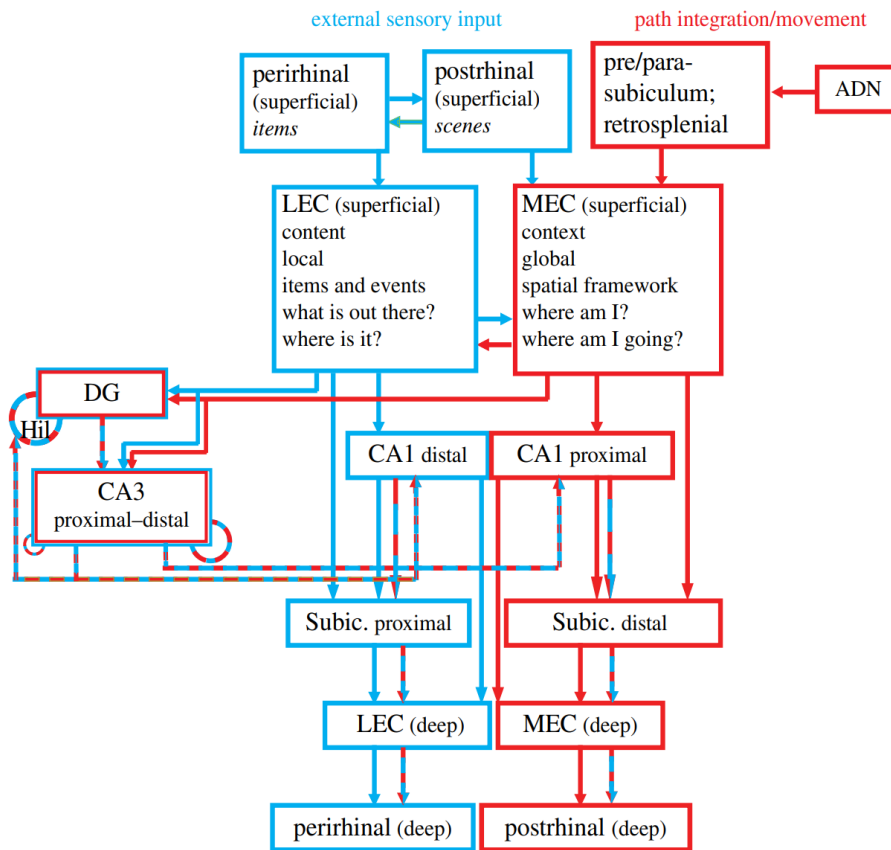 external sensory input
path integration/movement
perirhinal
(superficial)
items
postrhinal
(superficial)
scenes
pre/para-
subiculum;
retrosplenial
ADN
LEC (superficial)
content
local
items and events
what is out there?
where is it?
MEC (superficial)
context
global
spatial framework
where am I?
where am I going?
DG
Hil
CA3
proximal–distal
CA1 distal
CA1 proximal
Subic. proximal
Subic. distal
LEC (deep)
MEC (deep)
perirhinal (deep)
postrhinal (deep)